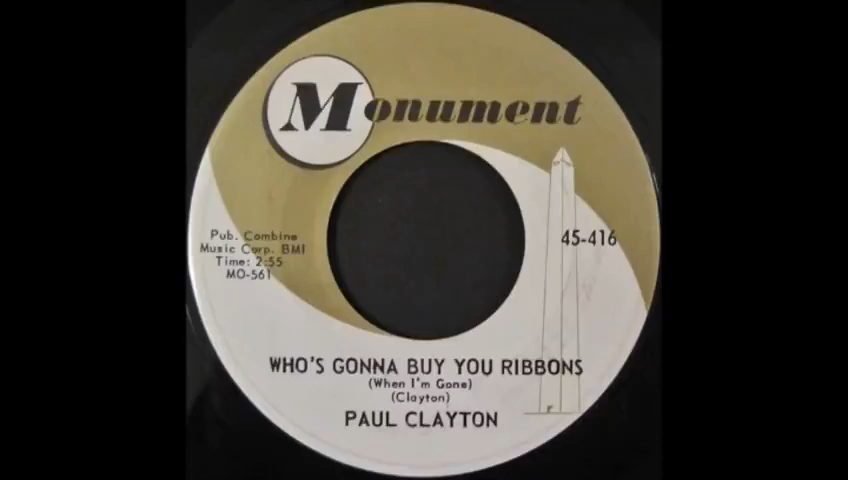 Monument
Pub. Combine
Music Corp. BMI
Time: 2:55
MO-561
45-416
WHO'S GONNA BUY YOU RIBBONS
(When I'm Gone)
(Clayton)
PAUL CLAYTON